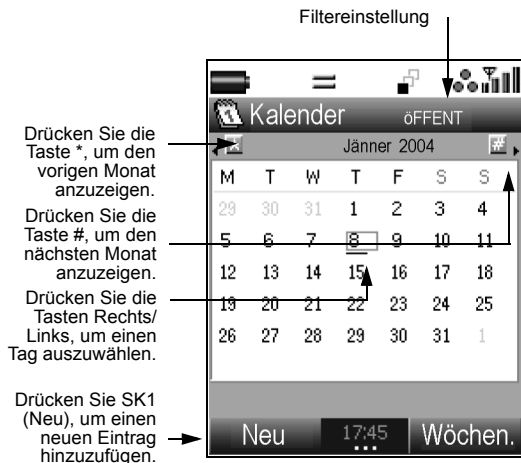 Filtereinstellung
Kalender öFFENT
* Jänner 2004 #
M T W T F S S
29 30 31 1 2 3 4
5 6 7 8 9 10 11
12 13 14 15 16 17 18
19 20 21 22 23 24 25
26 27 28 29 30 31 1
Neu 17:45 Wöchen.
Drücken Sie die
Taste *, um den
vorigen Monat
anzuzeigen.
Drücken Sie die
Taste #, um den
nächsten Monat
anzuzeigen.
Drücken Sie die
Tasten Rechts/
Links, um einen
Tag auszuwählen.
Drücken Sie SK1
(Neu), um einen
neuen Eintrag
hinzuzufügen.